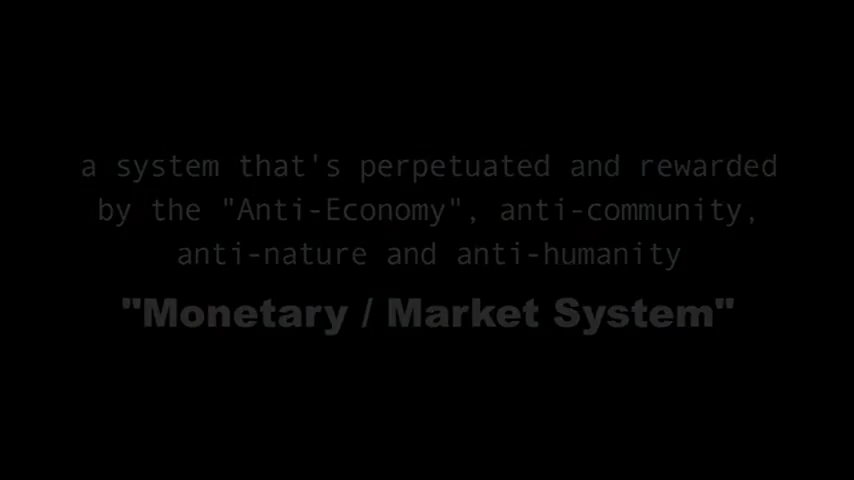 a system that's perpetuated and rewarded
by the "Anti-Economy", anti-community,
anti-nature and anti-humanity
"Monetary / Market System"